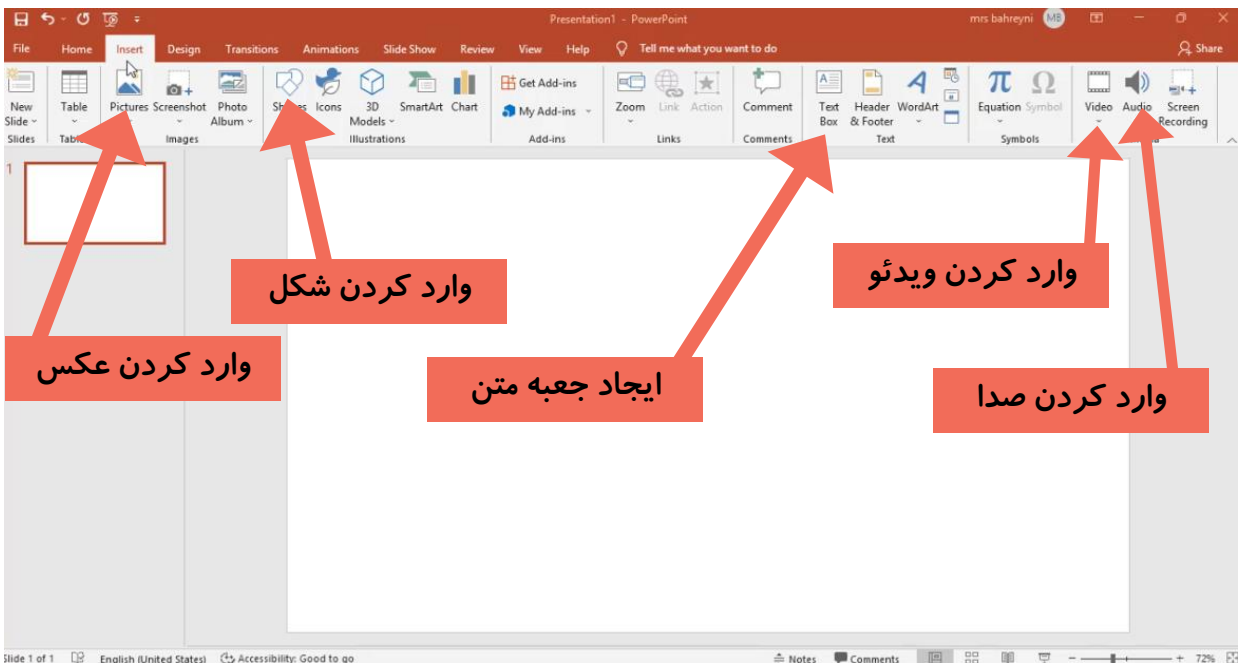 Presentation1 - PowerPoint
mrs bahreyni
MB
File Home Insert Design Transitions Animations Slide Show Review View Help Tell me what you want to do Share
New Slide
Table
Pictures
Screenshot
Photo Album
Icons
3D Models
SmartArt
Chart
Get Add-ins
My Add-ins
Zoom
Link
Action
Comment
Text Box
Header & Footer
WordArt
Equation
Symbol
Video
Audio
Screen Recording
Slides
Images
Illustrations
Add-ins
Links
Comments
Text
Symbols
1
وارد کردن ویدئو
وارد کردن شکل
وارد کردن عکس
ایجاد جعبه متن
وارد کردن صدا
Slide 1 of 1
English (United States)
Accessibility: Good to go
Notes
Comments
72%